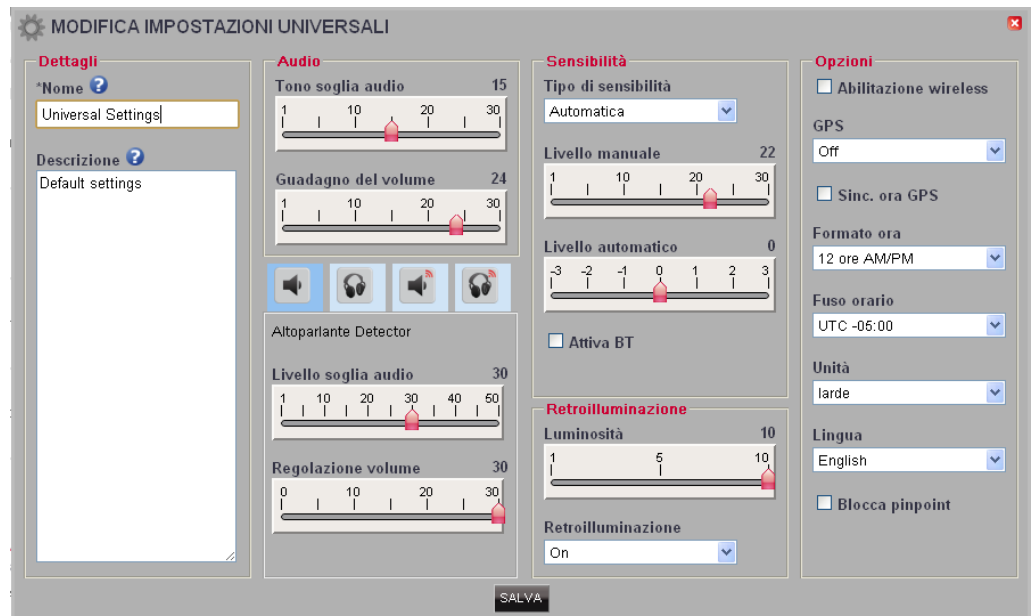 MODIFICA IMPOSTAZIONI UNIVERSALI
Dettagli
*Nome ?
Universal Settings
Descrizione ?
Default settings
Audio
Tono soglia audio 15
1 10 20 30
Guadagno del volume 24
1 10 20 30
Altoparlante Detector
Livello soglia audio 30
1 10 20 30 40 50
Regolazione volume 30
0 10 20 30
Sensibilità
Tipo di sensibilità
Automatica
Livello manuale 22
1 10 20 30
Livello automatico 0
-3 -2 -1 0 1 2 3
Attiva BT
Retroilluminazione
Luminosità 10
1 5 10
Retroilluminazione
On
Opzioni
Abilitazione wireless
GPS
Off
Sinc. ora GPS
Formato ora
12 ore AM/PM
Fuso orario
UTC -05:00
Unità
Iarde
Lingua
English
Blocca pinpoint
SALVA